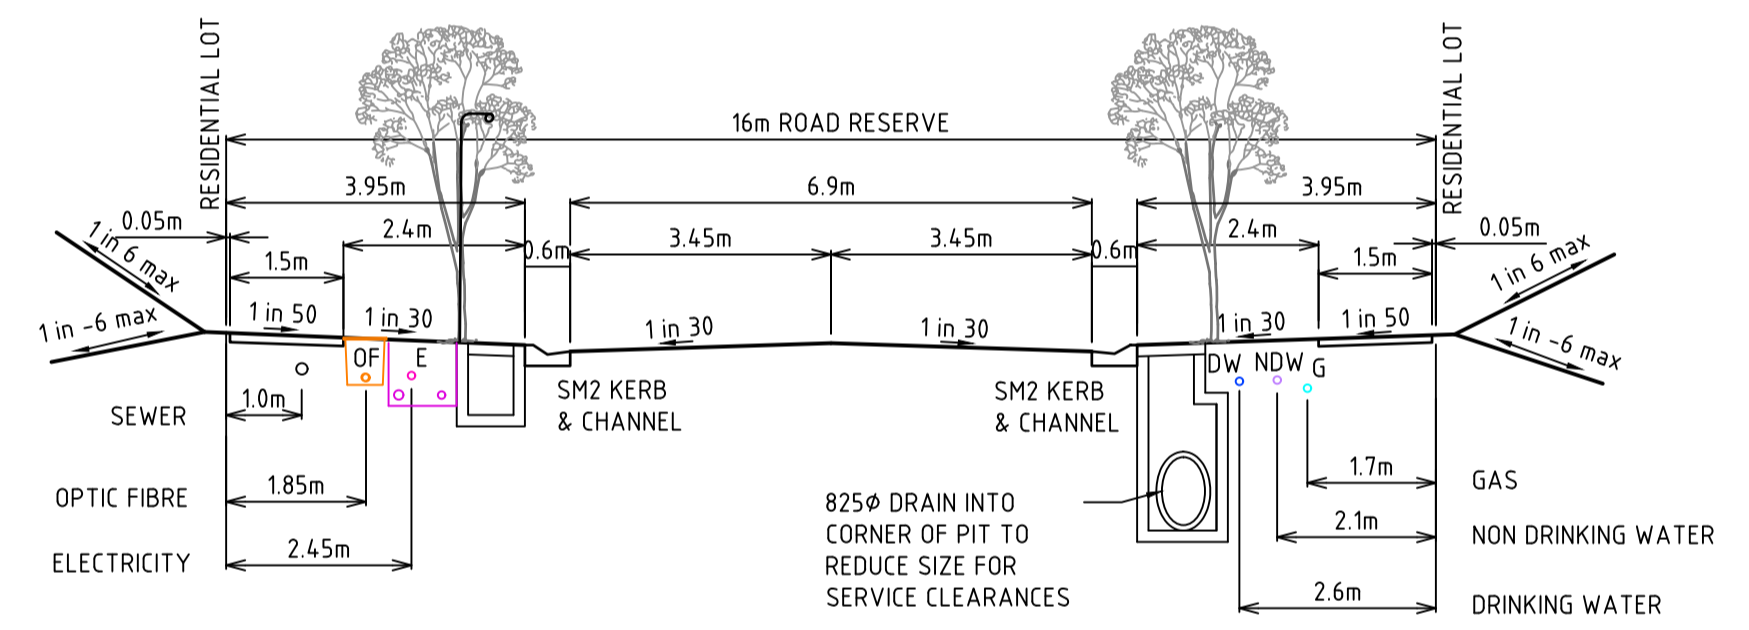 RESIDENTIAL LOT
RESIDENTIAL LOT
16m ROAD RESERVE
3.95m
6.9m
3.95m
0.05m
2.4m
0.6m
3.45m
3.45m
0.6m
2.4m
0.05m
1.5m
1.5m
1 in 6 max
1 in -6 max
1 in 50
1 in 30
1 in 30
1 in 30
1 in 30
1 in 50
1 in 6 max
1 in -6 max
OF
E
DW
NDW
G
SM2 KERB
& CHANNEL
SM2 KERB
& CHANNEL
SEWER
1.0m
OPTIC FIBRE
1.85m
ELECTRICITY
2.45m
825ϕ DRAIN INTO
CORNER OF PIT TO
REDUCE SIZE FOR
SERVICE CLEARANCES
1.7m
GAS
2.1m
NON DRINKING WATER
2.6m
DRINKING WATER